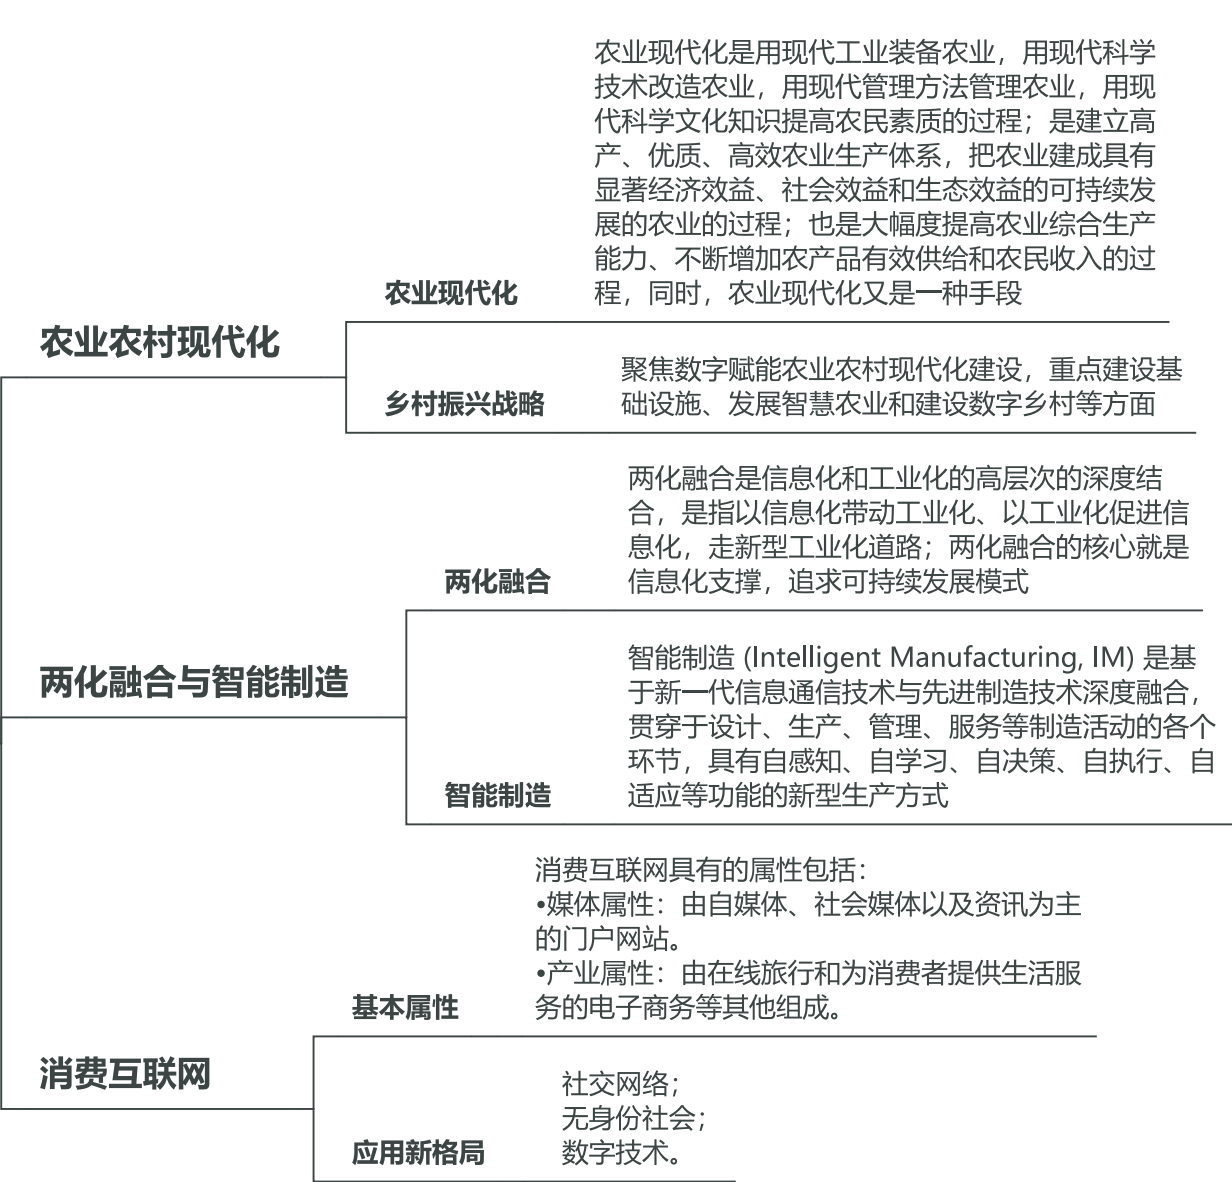 农业农村现代化
农业现代化
农业现代化是用现代工业装备农业，用现代科学
技术改造农业，用现代管理方法管理农业，用现
代科学文化知识提高农民素质的过程；是建立高
产、优质、高效农业生产体系，把农业建成具有
显著经济效益、社会效益和生态效益的可持续发
展的农业的过程；也是大幅度提高农业综合生产
能力、不断增加农产品有效供给和农民收入的过
程，同时，农业现代化又是一种手段
乡村振兴战略
聚焦数字赋能农业农村现代化建设，重点建设基
础设施、发展智慧农业和建设数字乡村等方面
两化融合与智能制造
两化融合
两化融合是信息化和工业化的高层次的深度结
合，是指以信息化带动工业化、以工业化促进信
息化，走新型工业化道路；两化融合的核心就是
信息化支撑，追求可持续发展模式
智能制造
智能制造 (Intelligent Manufacturing, IM) 是基
于新一代信息通信技术与先进制造技术深度融合，
贯穿于设计、生产、管理、服务等制造活动的各个
环节，具有自感知、自学习、自决策、自执行、自
适应等功能的新型生产方式
消费互联网
基本属性
消费互联网具有的属性包括：
•媒体属性：由自媒体、社会媒体以及资讯为主
的门户网站。
•产业属性：由在线旅行和为消费者提供生活服
务的电子商务等其他组成。
应用新格局
社交网络；
无身份社会；
数字技术。